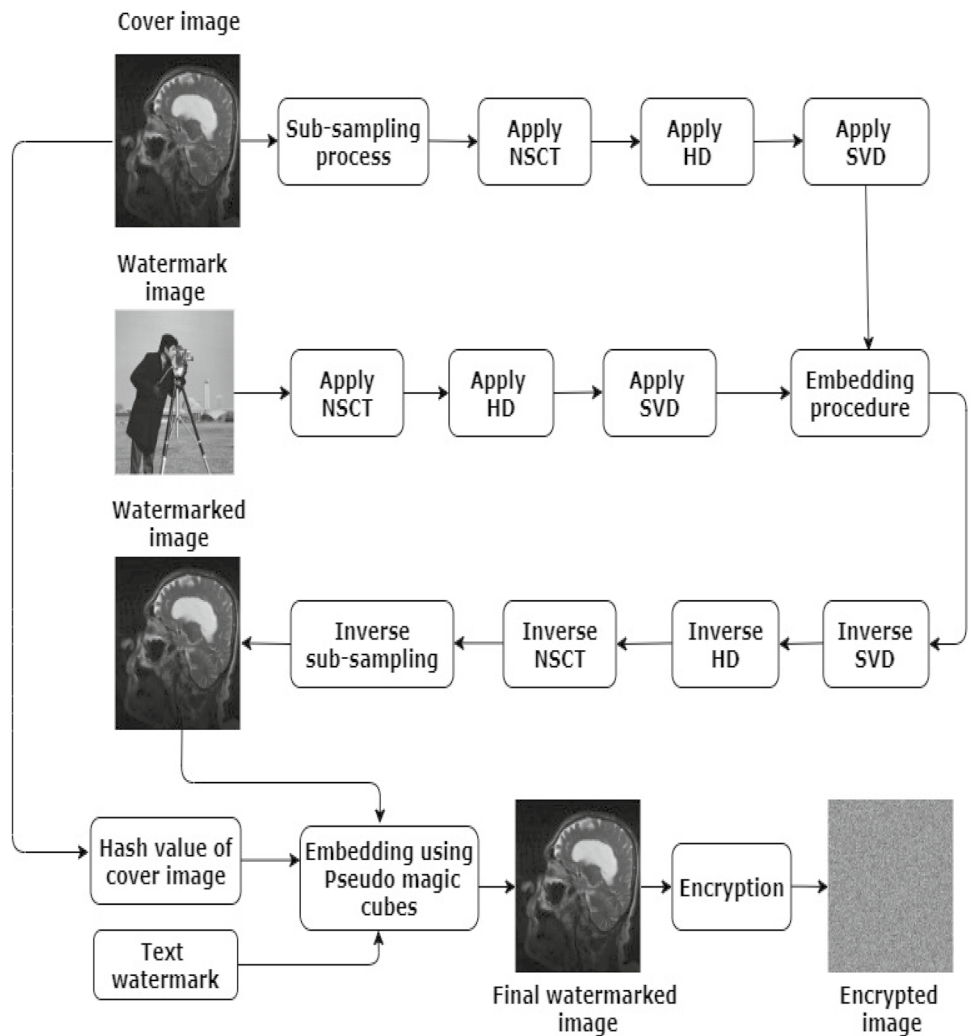 Cover image
Sub-sampling
process
Apply
NSCT
Apply
HD
Apply
SVD
Watermark
image
Apply
NSCT
Apply
HD
Apply
SVD
Embedding
procedure
Watermarked
image
Inverse
sub-sampling
Inverse
NSCT
Inverse
HD
Inverse
SVD
Hash value of
cover image
Embedding using
Pseudo magic
cubes
Encryption
Text
watermark
Final watermarked
image
Encrypted
image